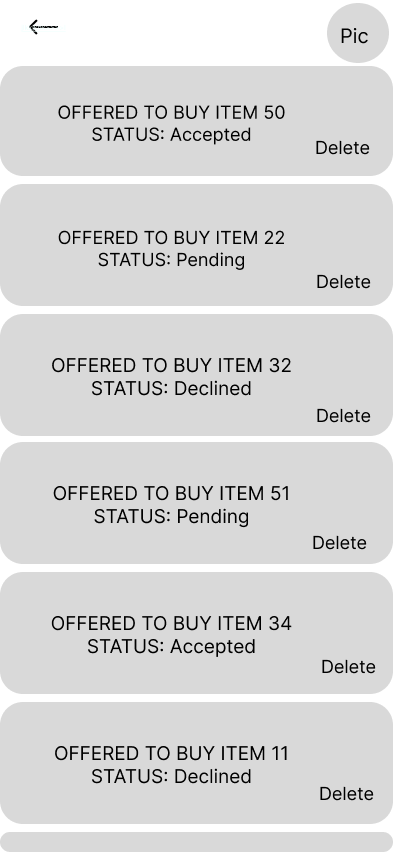 Pic
OFFERED TO BUY ITEM 50
STATUS: Accepted
Delete
OFFERED TO BUY ITEM 22
STATUS: Pending
Delete
OFFERED TO BUY ITEM 32
STATUS: Declined
Delete
OFFERED TO BUY ITEM 51
STATUS: Pending
Delete
OFFERED TO BUY ITEM 34
STATUS: Accepted
Delete
OFFERED TO BUY ITEM 11
STATUS: Declined
Delete